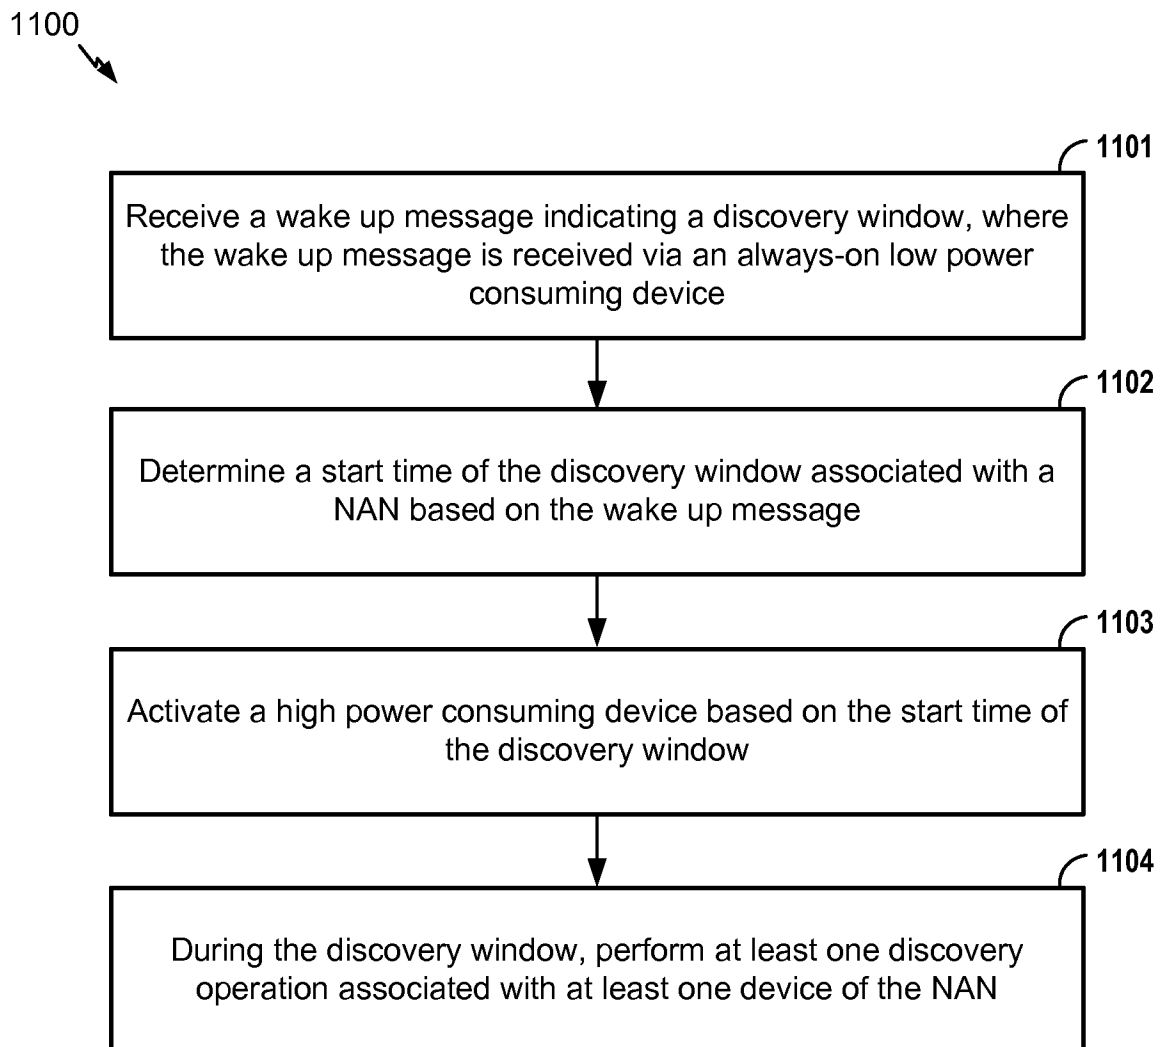 1100
1101
Receive a wake up message indicating a discovery window, where
the wake up message is received via an always-on low power
consuming device
1102
Determine a start time of the discovery window associated with a
NAN based on the wake up message
1103
Activate a high power consuming device based on the start time of
the discovery window
1104
During the discovery window, perform at least one discovery
operation associated with at least one device of the NAN